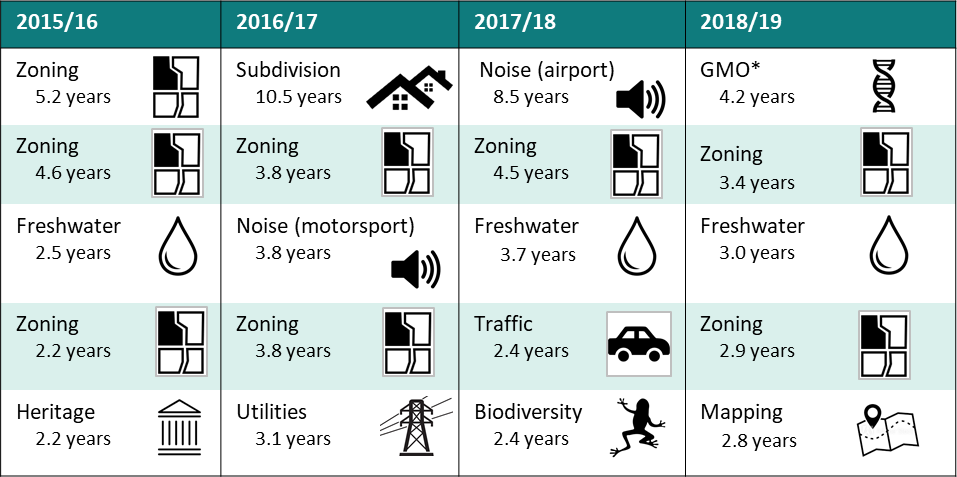 2015/16
2016/17
2017/18
2018/19
Zoning
5.2 years
Subdivision
10.5 years
Noise (airport)
8.5 years
GMO*
4.2 years
Zoning
4.6 years
Zoning
3.8 years
Zoning
4.5 years
Zoning
3.4 years
Freshwater
2.5 years
Noise (motorsport)
3.8 years
Freshwater
3.7 years
Freshwater
3.0 years
Zoning
2.2 years
Zoning
3.8 years
Traffic
2.4 years
Zoning
2.9 years
Heritage
2.2 years
Utilities
3.1 years
Biodiversity
2.4 years
Mapping
2.8 years